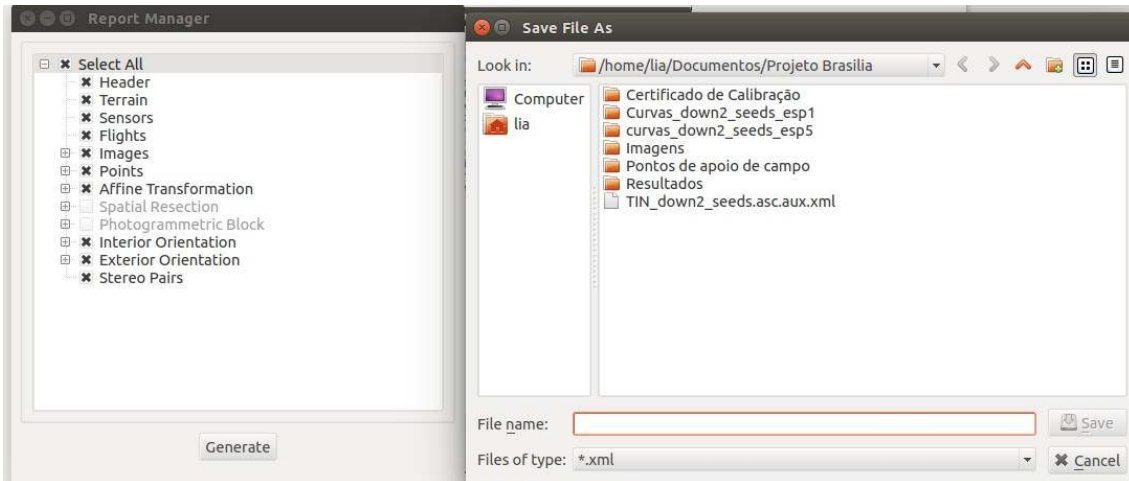 Report Manager
Select All
Header
Terrain
Sensors
Flights
Images
Points
Affine Transformation
Spatial Resection
Photogrammetric Block
Interior Orientation
Exterior Orientation
Stereo Pairs
Generate
Save File As
Look in: /home/lia/Documentos/Projeto Brasilia
Computer
lia
Certificado de Calibração
Curvas_down2_seeds_esp1
curvas_down2_seeds_esp5
Imagens
Pontos de apoio de campo
Resultados
TIN_down2_seeds.asc.aux.xml
File name: Save
Files of type: *.xml Cancel